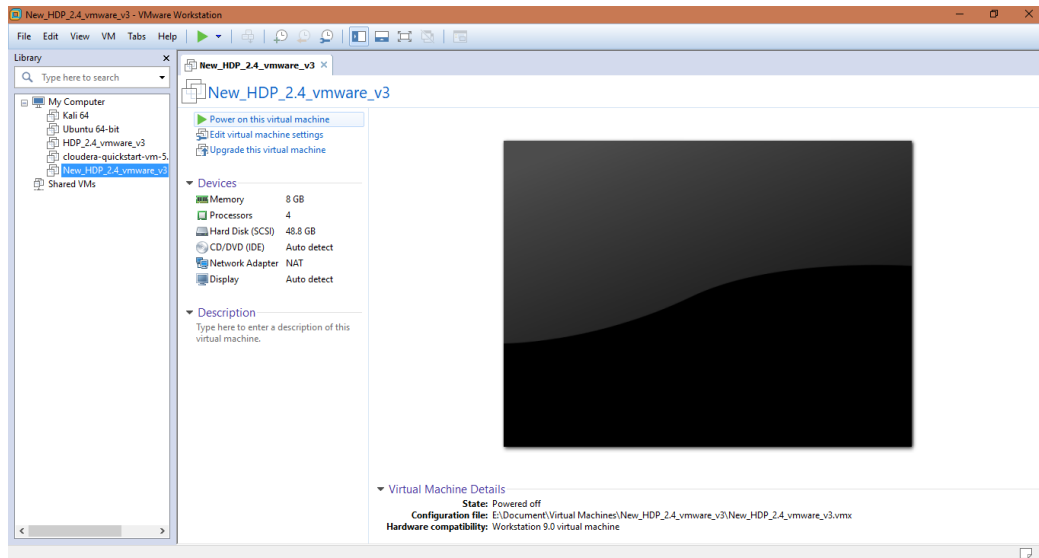 New_HDP_2.4_vmware_v3 - VMware Workstation
File Edit View VM Tabs Help
Library
Type here to search
My Computer
Kali 64
Ubuntu 64-bit
HDP_2.4_vmware_v3
cloudera-quickstart-vm-5.
New_HDP_2.4_vmware_v3
Shared VMs
New_HDP_2.4_vmware_v3
New_HDP_2.4_vmware_v3
Power on this virtual machine
Edit virtual machine settings
Upgrade this virtual machine
Devices
Memory 8 GB
Processors 4
Hard Disk (SCSI) 48.8 GB
CD/DVD (IDE) Auto detect
Network Adapter NAT
Display Auto detect
Description
Type here to enter a description of this
virtual machine.
Virtual Machine Details
State: Powered off
Configuration file: E:\Document\Virtual Machines\New_HDP_2.4_vmware_v3\New_HDP_2.4_vmware_v3.vmx
Hardware compatibility: Workstation 9.0 virtual machine